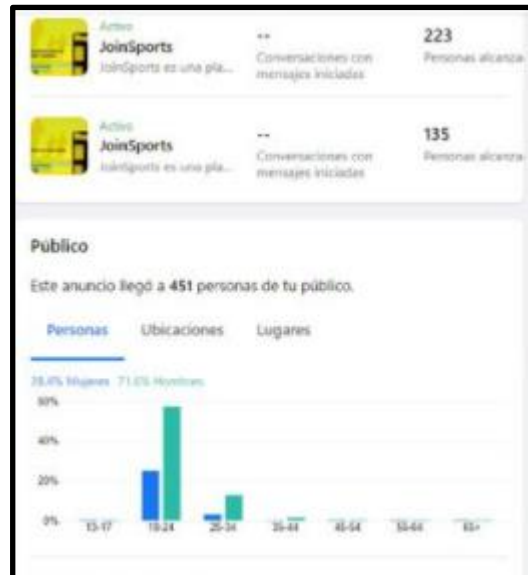 Activo
JoinSports
JoinSports es una pla...
--
Conversaciones con
mensajes iniciadas
223
Personas alcanza
Activo
JoinSports
JoinSports es una pla...
--
Conversaciones con
mensajes iniciadas
135
Personas alcanza
Público
Este anuncio llegó a 451 personas de tu público.
Personas Ubicaciones Lugares
28.4% Mujeres 71.6% Hombres
60%
40%
20%
0%
13-17 18-24 25-34 35-44 45-54 55-64 65+